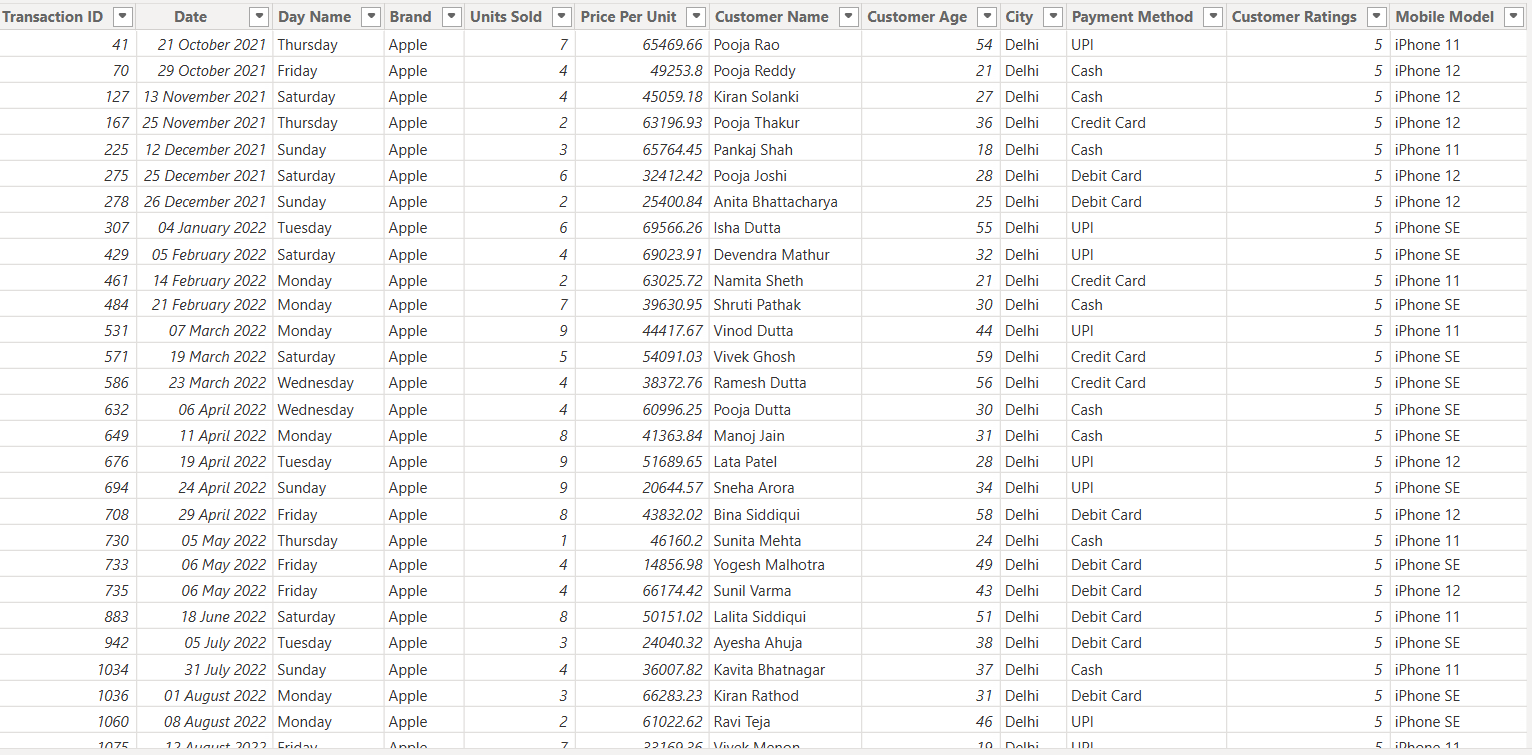 Transaction ID Date Day Name Brand Units Sold Price Per Unit Customer Name Customer Age City Payment Method Customer Ratings Mobile Model
41 21 October 2021 Thursday Apple 7 65469.66 Pooja Rao 54 Delhi UPI 5 iPhone 11
70 29 October 2021 Friday Apple 4 49253.8 Pooja Reddy 21 Delhi Cash 5 iPhone 12
127 13 November 2021 Saturday Apple 4 45059.18 Kiran Solanki 27 Delhi Cash 5 iPhone 12
167 25 November 2021 Thursday Apple 2 63196.93 Pooja Thakur 36 Delhi Credit Card 5 iPhone 12
225 12 December 2021 Sunday Apple 3 65764.45 Pankaj Shah 18 Delhi Cash 5 iPhone 11
275 25 December 2021 Saturday Apple 6 32412.42 Pooja Joshi 28 Delhi Debit Card 5 iPhone 12
278 26 December 2021 Sunday Apple 2 25400.84 Anita Bhattacharya 25 Delhi Debit Card 5 iPhone 12
307 04 January 2022 Tuesday Apple 6 69566.26 Isha Dutta 55 Delhi UPI 5 iPhone SE
429 05 February 2022 Saturday Apple 4 69023.91 Devendra Mathur 32 Delhi UPI 5 iPhone SE
461 14 February 2022 Monday Apple 2 63025.72 Namita Sheth 21 Delhi Credit Card 5 iPhone 11
484 21 February 2022 Monday Apple 7 39630.95 Shruti Pathak 30 Delhi Cash 5 iPhone SE
531 07 March 2022 Monday Apple 9 44417.67 Vinod Dutta 44 Delhi UPI 5 iPhone 11
571 19 March 2022 Saturday Apple 5 54091.03 Vivek Ghosh 59 Delhi Credit Card 5 iPhone SE
586 23 March 2022 Wednesday Apple 4 38372.76 Ramesh Dutta 56 Delhi Credit Card 5 iPhone SE
632 06 April 2022 Wednesday Apple 4 60996.25 Pooja Dutta 30 Delhi Cash 5 iPhone SE
649 11 April 2022 Monday Apple 8 41363.84 Manoj Jain 31 Delhi Cash 5 iPhone SE
676 19 April 2022 Tuesday Apple 9 51689.65 Lata Patel 28 Delhi UPI 5 iPhone 12
694 24 April 2022 Sunday Apple 9 20644.57 Sneha Arora 34 Delhi UPI 5 iPhone SE
708 29 April 2022 Friday Apple 8 43832.02 Bina Siddiqui 58 Delhi Debit Card 5 iPhone 12
730 05 May 2022 Thursday Apple 1 46160.2 Sunita Mehta 24 Delhi Cash 5 iPhone 11
733 06 May 2022 Friday Apple 4 14856.98 Yogesh Malhotra 49 Delhi Debit Card 5 iPhone SE
735 06 May 2022 Friday Apple 4 66174.42 Sunil Varma 43 Delhi Debit Card 5 iPhone 12
883 18 June 2022 Saturday Apple 8 50151.02 Lalita Siddiqui 51 Delhi Debit Card 5 iPhone 11
942 05 July 2022 Tuesday Apple 3 24040.32 Ayesha Ahuja 38 Delhi Debit Card 5 iPhone SE
1034 31 July 2022 Sunday Apple 4 36007.82 Kavita Bhatnagar 37 Delhi Cash 5 iPhone 11
1036 01 August 2022 Monday Apple 3 66283.23 Kiran Rathod 31 Delhi Debit Card 5 iPhone SE
1060 08 August 2022 Monday Apple 2 61022.62 Ravi Teja 46 Delhi UPI 5 iPhone SE
1075 12 August 2022 Friday Apple 7 Vivek Menon 19 Delhi UPI 5 iPhone 11